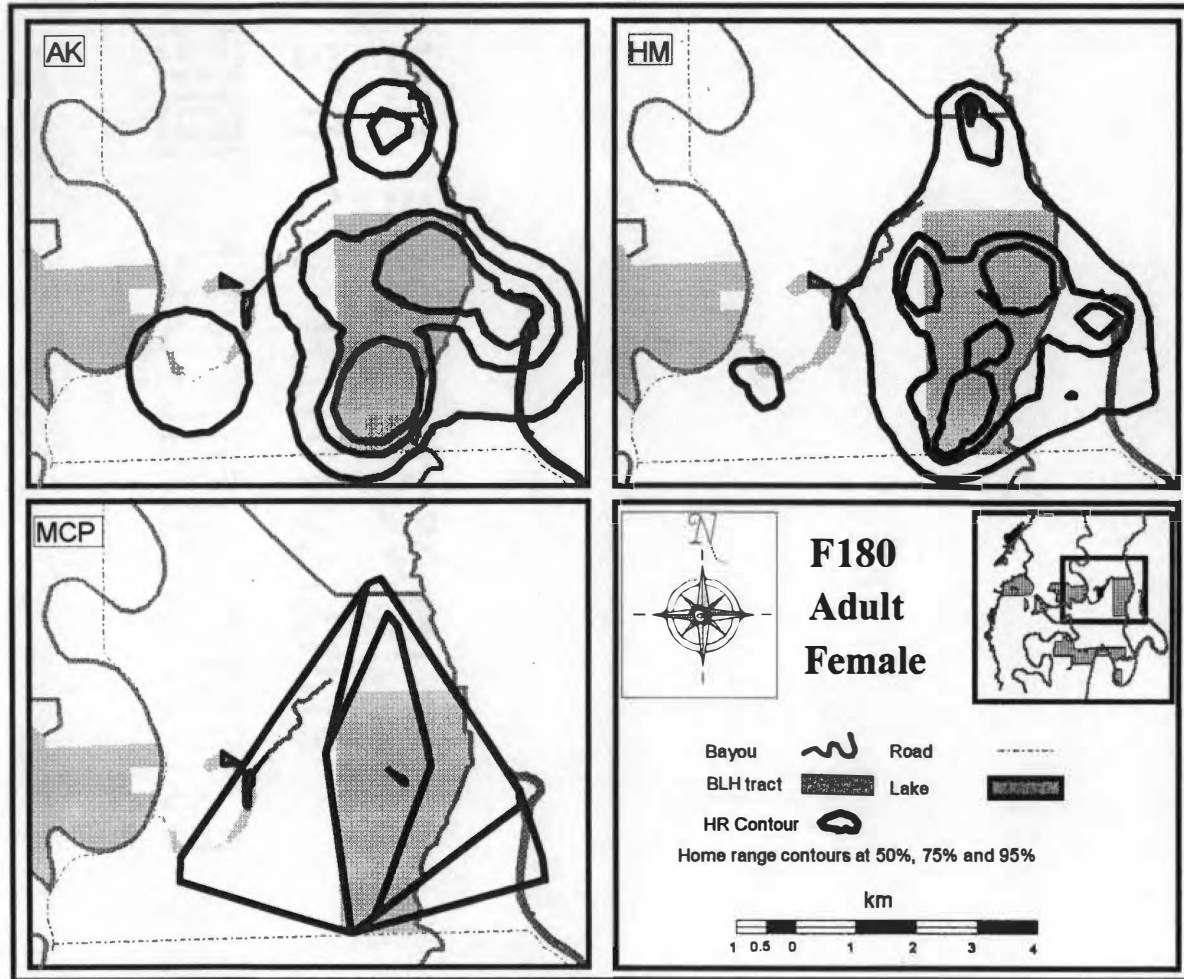 AK
HM
MCP
N
F180
Adult
Female
Bayou
Road
BLH tract
Lake
HR Contour
Home range contours at 50%, 75% and 95%
km
1 0.5 0 1 2 3 4